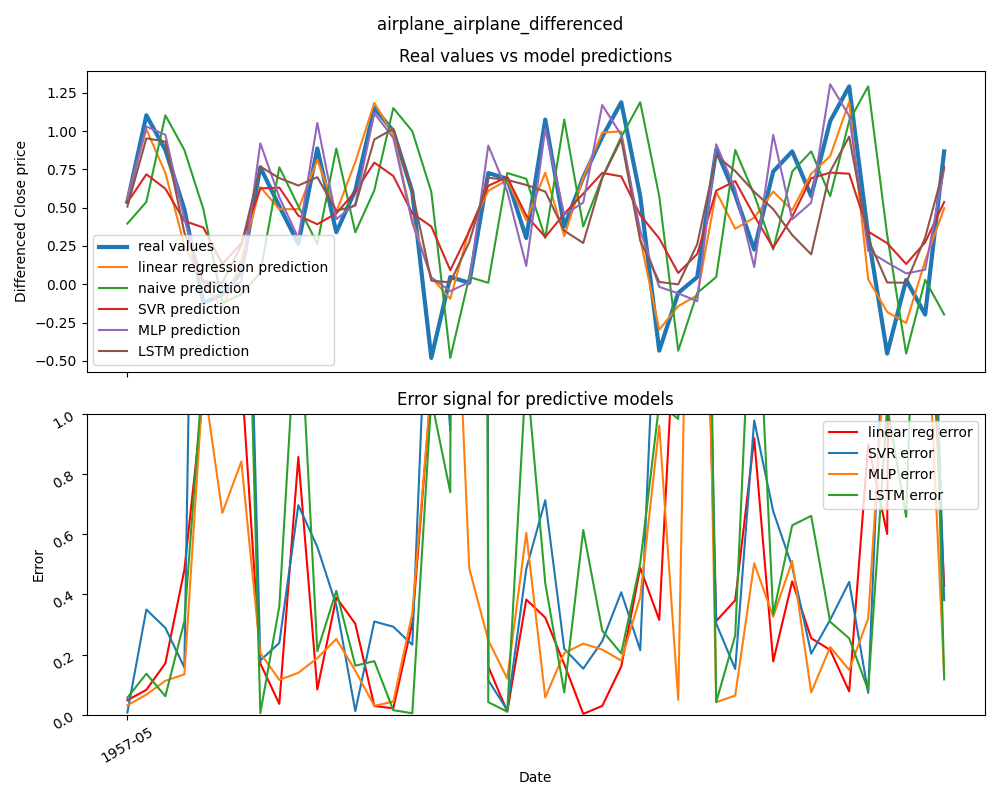 airplane_airplane_differenced
Real values vs model predictions
Differenced Close price
1.25
1.00
0.75
0.50
0.25
0.00
−0.25
−0.50
real values
linear regression prediction
naive prediction
SVR prediction
MLP prediction
LSTM prediction
Error signal for predictive models
Error
1.0
0.8
0.6
0.4
0.2
0.0
linear reg error
SVR error
MLP error
LSTM error
1957-05
Date